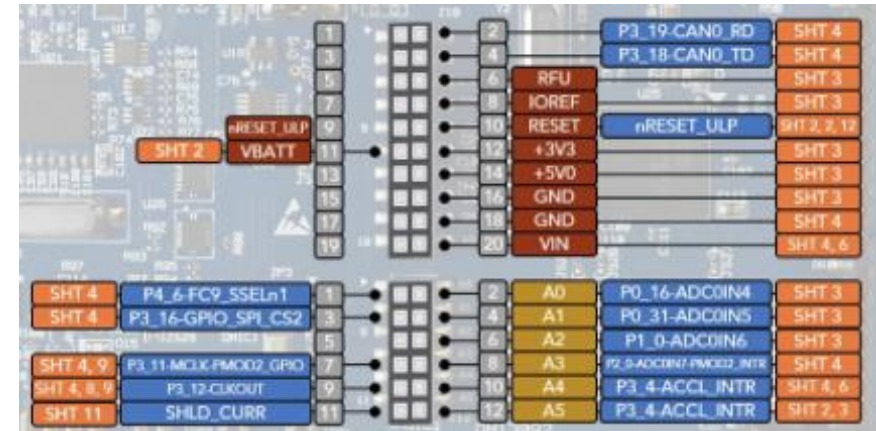 1 2 P3_19-CAN0_RD SHT 4
3 4 P3_18-CAN0_TD SHT 4
5 6 RFU SHT 3
7 8 IOREF SHT 3
nRESET_ULP 9 10 RESET nRESET_ULP SHT 2, 2, 12
SHT 2 VBATT 11 12 +3V3 SHT 3
13 14 +5V0 SHT 3
15 16 GND SHT 3
17 18 GND SHT 4
19 20 VIN SHT 4, 6
SHT 4 P4_6-FC9_SSELn1 1 2 A0 P0_16-ADC0IN4 SHT 3
SHT 4 P3_16-GPIO_SPI_CS2 3 4 A1 P0_31-ADC0IN5 SHT 3
5 6 A2 P1_0-ADC0IN6 SHT 3
SHT 4, 9 P3_11-MCLK-PMOD2_GPIO 7 8 A3 P2_0-ADC0IN7-PMOD2_INTR SHT 4
SHT 4, 8, 9 P3_12-CLKOUT 9 10 A4 P3_4-ACCL_INTR SHT 4, 6
SHT 11 SHLD_CURR 11 12 A5 P3_4-ACCL_INTR SHT 2, 3